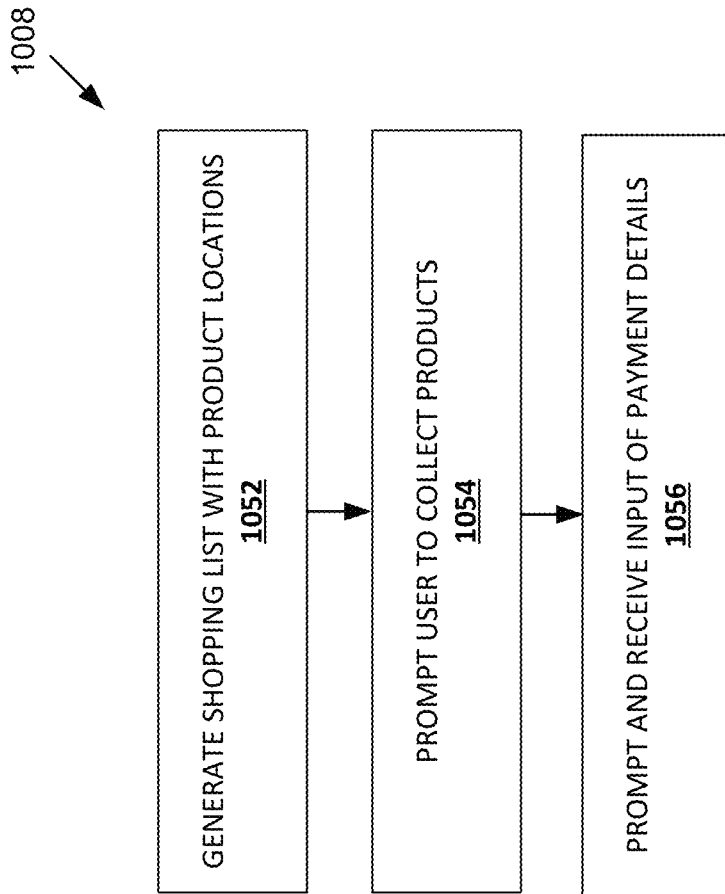 1008
GENERATE SHOPPING LIST WITH PRODUCT LOCATIONS
1052
PROMPT USER TO COLLECT PRODUCTS
1054
PROMPT AND RECEIVE INPUT OF PAYMENT DETAILS
1056